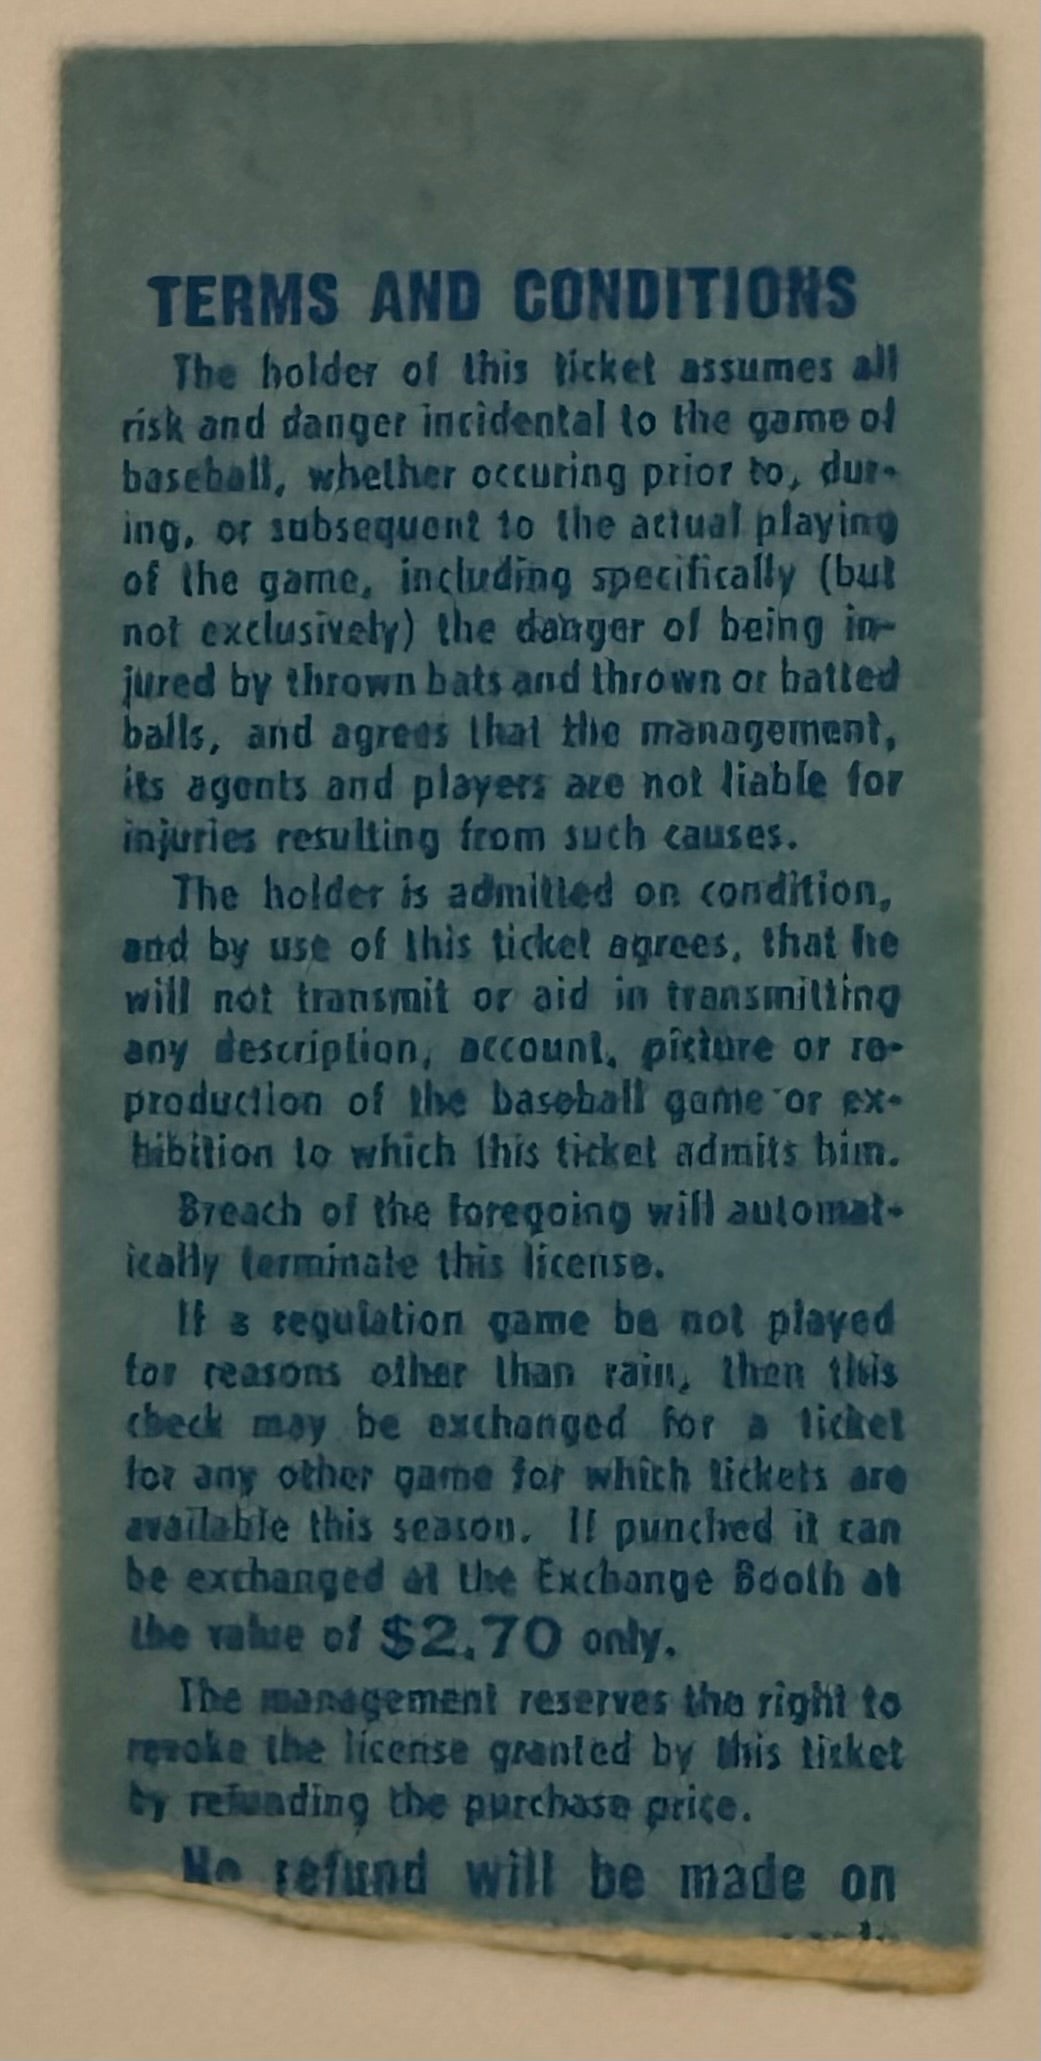 TERMS AND CONDITIONS
The holder of this ticket assumes all
risk and danger incidental to the game of
baseball, whether occuring prior to, dur-
ing, or subsequent to the actual playing
of the game, including specifically (but
not exclusively) the danger of being in-
jured by thrown bats and thrown or batted
balls, and agrees that the management,
its agents and players are not liable for
injuries resulting from such causes.
The holder is admitted on condition,
and by use of this ticket agrees, that he
will not transmit or aid in transmitting
any description, account, picture or re-
production of the baseball game or ex-
hibition to which this ticket admits him.
Breach of the foregoing will automat-
ically terminate this license.
If a regulation game be not played
for reasons other than rain, then this
check may be exchanged for a ticket
for any other game for which tickets are
available this season. If punched it can
be exchanged at the Exchange Booth at
the value of $2.70 only.
The management reserves the right to
revoke the license granted by this ticket
by refunding the purchase price.
No refund will be made on